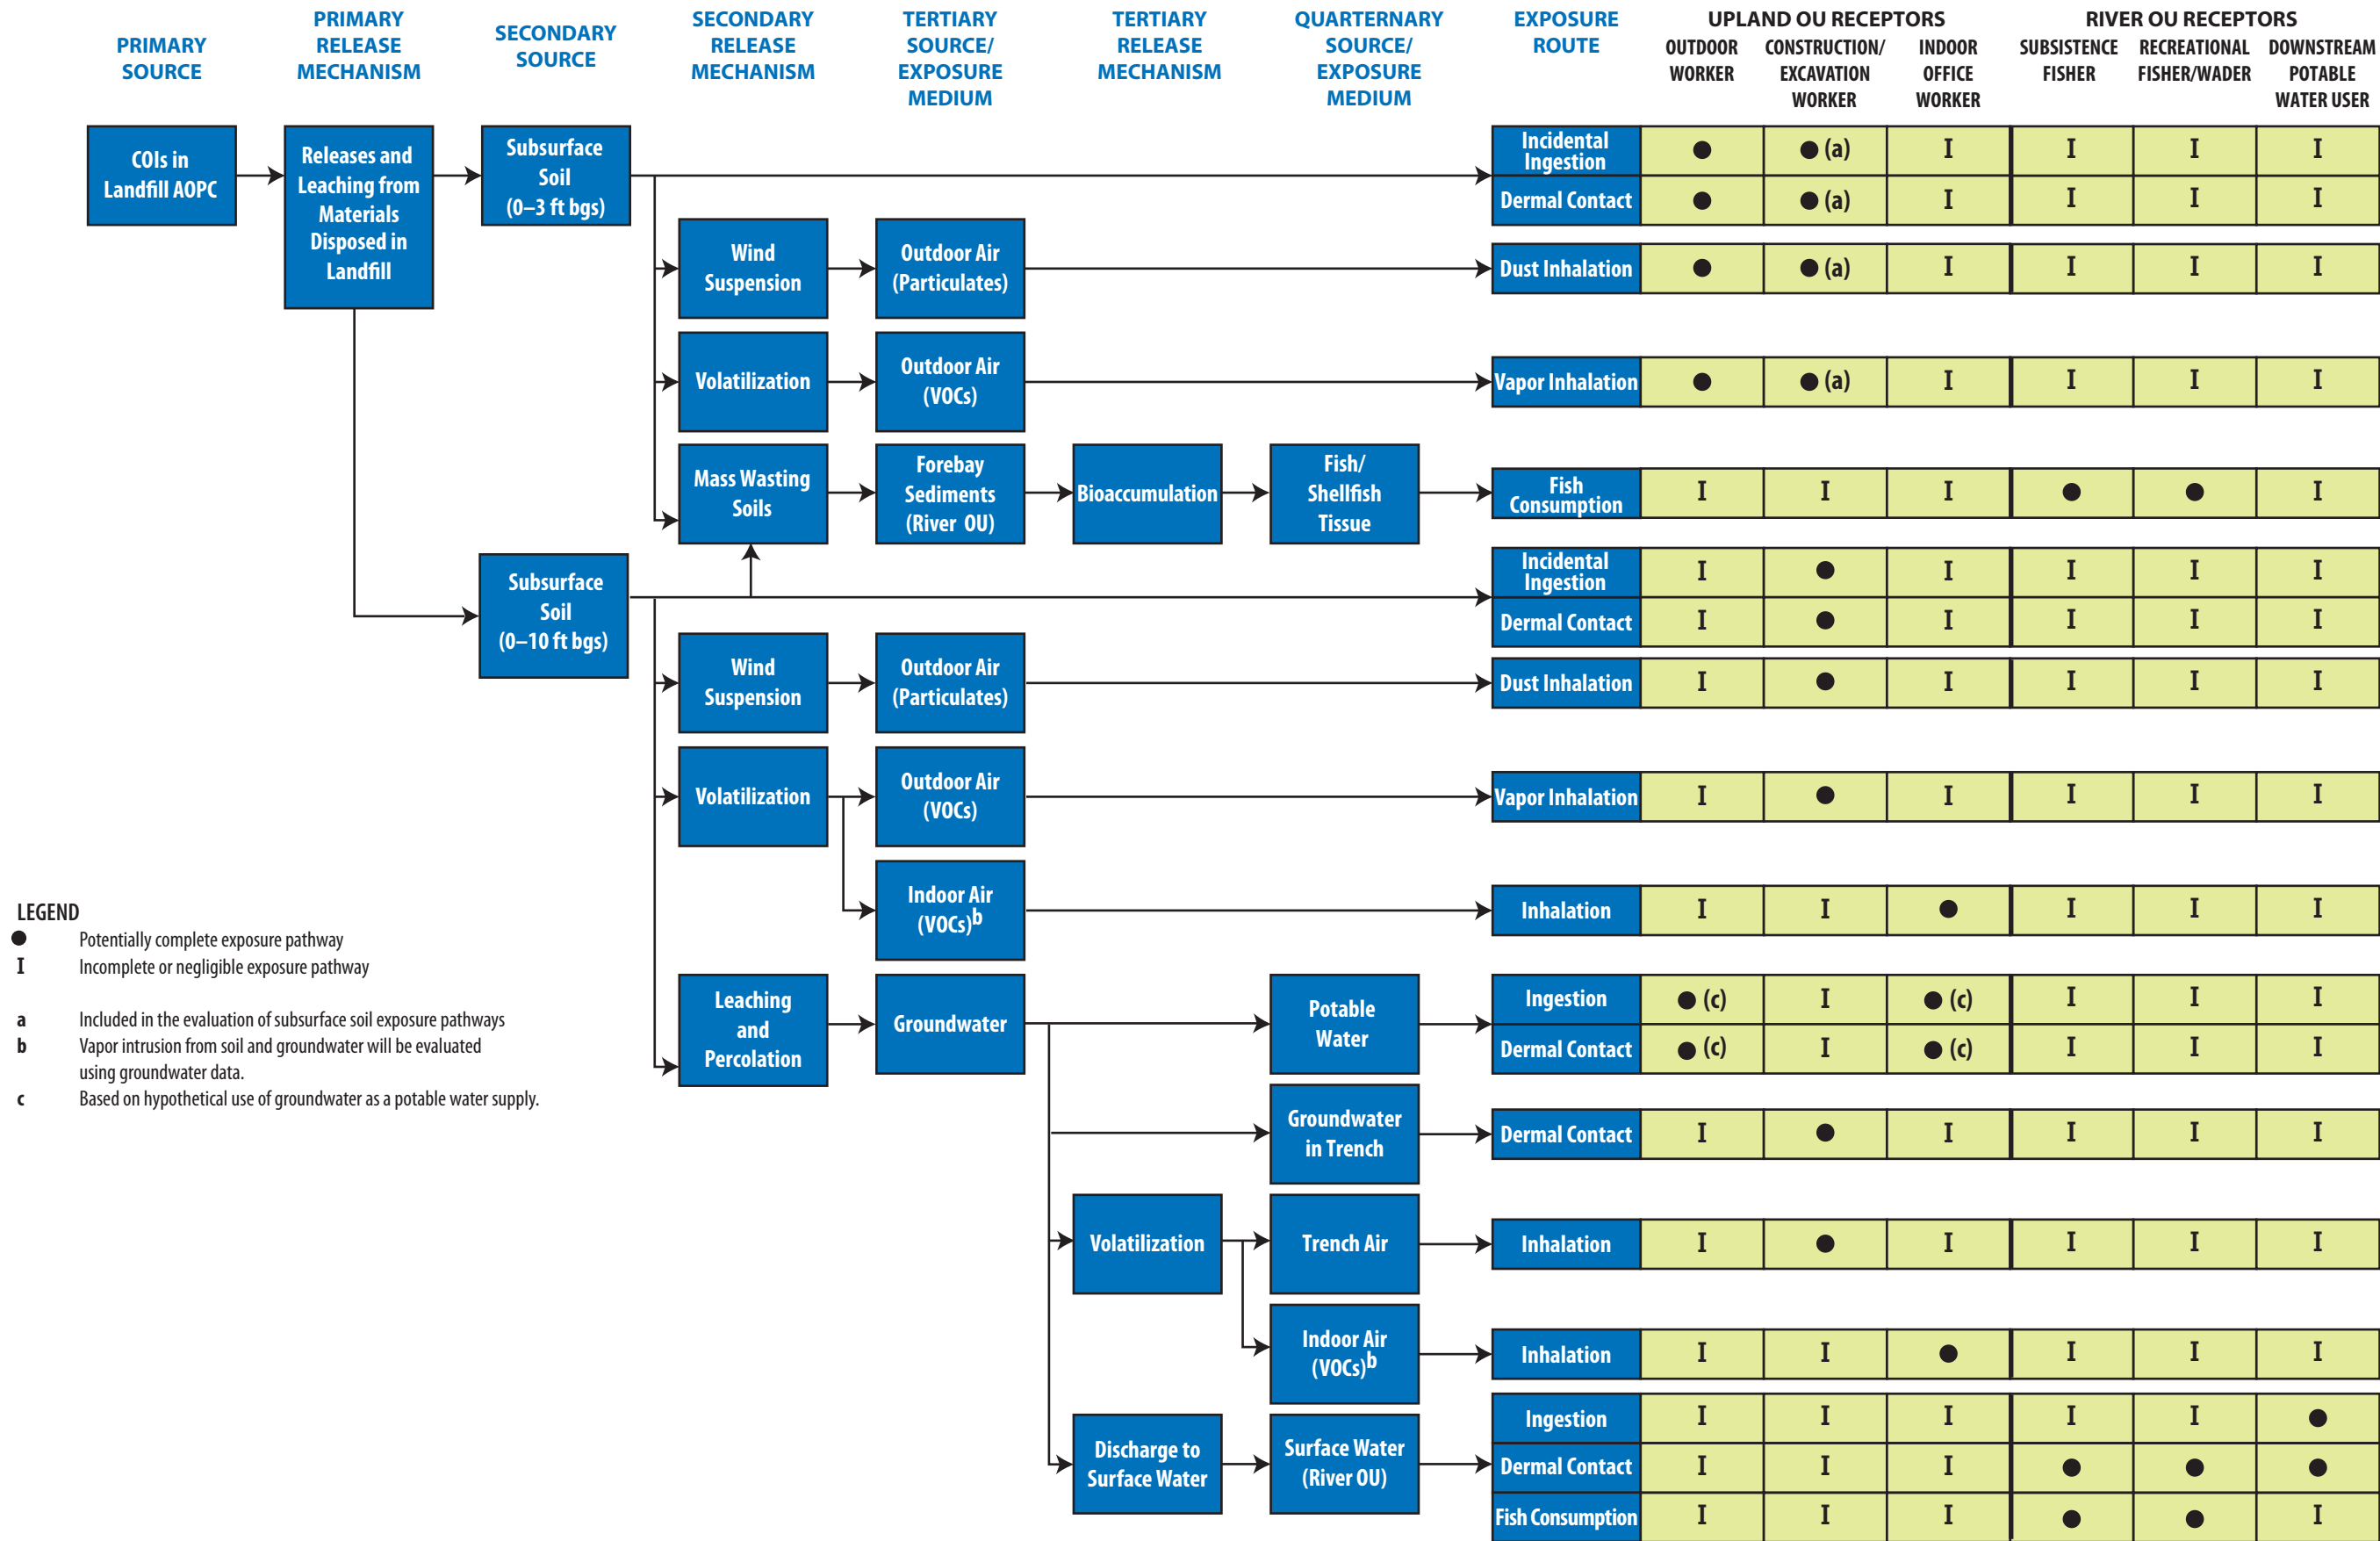 PRIMARY
SOURCE
PRIMARY
RELEASE
MECHANISM
SECONDARY
SOURCE
SECONDARY
RELEASE
MECHANISM
TERTIARY
SOURCE/
EXPOSURE
MEDIUM
TERTIARY
RELEASE
MECHANISM
QUARTERNARY
SOURCE/
EXPOSURE
MEDIUM
EXPOSURE
ROUTE
UPLAND OU RECEPTORS
OUTDOOR
WORKER
CONSTRUCTION/
EXCAVATION
WORKER
INDOOR
OFFICE
WORKER
RIVER OU RECEPTORS
SUBSISTENCE
FISHER
RECREATIONAL
FISHER/WADER
DOWNSTREAM
POTABLE
WATER USER
COIs in
Landfill AOPC
Releases and
Leaching from
Materials
Disposed in
Landfill
Subsurface
Soil
(0–3 ft bgs)
Incidental
Ingestion
● ● (a) I I I I
Dermal Contact ● ● (a) I I I I
Wind
Suspension
Outdoor Air
(Particulates)
Dust Inhalation ● ● (a) I I I I
Volatilization
Outdoor Air
(VOCs)
Vapor Inhalation ● ● (a) I I I I
Mass Wasting
Soils
Forebay
Sediments
(River OU)
Bioaccumulation
Fish/
Shellfish
Tissue
Fish
Consumption
I I I ● ● I
Subsurface
Soil
(0–10 ft bgs)
Incidental
Ingestion
I ● I I I I
Dermal Contact I ● I I I I
Wind
Suspension
Outdoor Air
(Particulates)
Dust Inhalation I ● I I I I
Volatilization
Outdoor Air
(VOCs)
Vapor Inhalation I ● I I I I
Indoor Air
(VOCs)b
Inhalation I I ● I I I
Leaching
and
Percolation
Groundwater
Potable
Water
Ingestion ● (c) I ● (c) I I I
Dermal Contact ● (c) I ● (c) I I I
Groundwater
in Trench
Dermal Contact I ● I I I I
Volatilization
Trench Air
Inhalation I ● I I I I
Indoor Air
(VOCs)b
Inhalation I I ● I I I
Discharge to
Surface Water
Surface Water
(River OU)
Ingestion I I I I I ●
Dermal Contact I I I ● ● ●
Fish Consumption I I I ● ● I
LEGEND
● Potentially complete exposure pathway
I Incomplete or negligible exposure pathway
a Included in the evaluation of subsurface soil exposure pathways
b Vapor intrusion from soil and groundwater will be evaluated
using groundwater data.
c Based on hypothetical use of groundwater as a potable water supply.